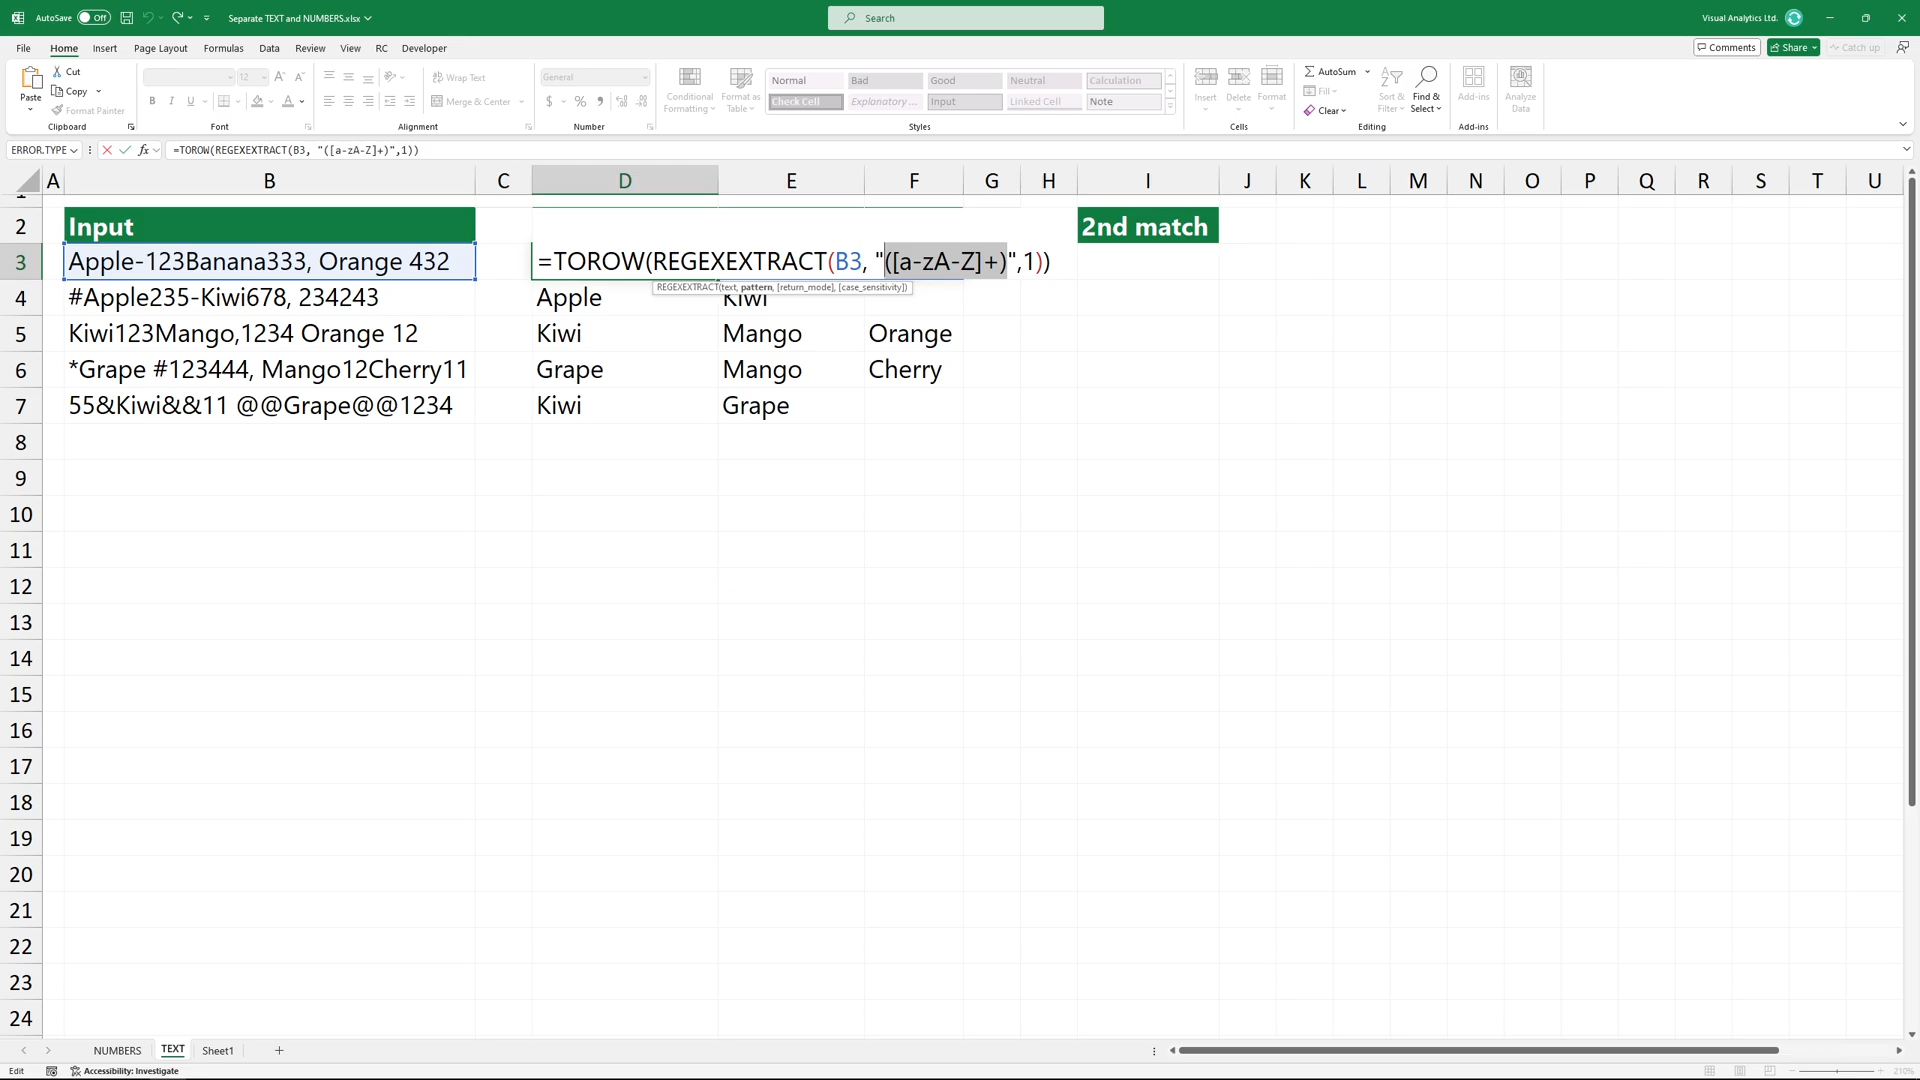 AutoSave Off Separate TEXT and NUMBERS.xlsx Search Visual Analytics Ltd.
File Home Insert Page Layout Formulas Data Review View RC Developer Comments Share Catch up
Paste Cut Copy Format Painter Clipboard
12 B I U A Font
Wrap Text Merge & Center Alignment
General $ % Number
Conditional Formatting Format as Table
Normal Bad Good Neutral Calculation
Check Cell Explanatory ... Input Linked Cell Note
Styles
Insert Delete Format Cells
AutoSum Fill Clear Sort & Filter Find & Select Editing
Add-ins Add-ins
Analyze Data
ERROR.TYPE fx =TOROW(REGEXEXTRACT(B3, "([a-zA-Z]+)",1))
A B C D E F G H I J K L M N O P Q R S T U
2 Input 2nd match
3 Apple-123Banana333, Orange 432 =TOROW(REGEXEXTRACT(B3, "([a-zA-Z]+)",1))
REGEXEXTRACT(text, pattern, [return_mode], [case_sensitivity])
4 #Apple235-Kiwi678, 234243 Apple Kiwi
5 Kiwi123Mango,1234 Orange 12 Kiwi Mango Orange
6 *Grape #123444, Mango12Cherry11 Grape Mango Cherry
7 55&Kiwi&&11 @@Grape@@1234 Kiwi Grape
8
9
10
11
12
13
14
15
16
17
18
19
20
21
22
23
24
NUMBERS TEXT Sheet1
Edit Accessibility: Investigate 210%